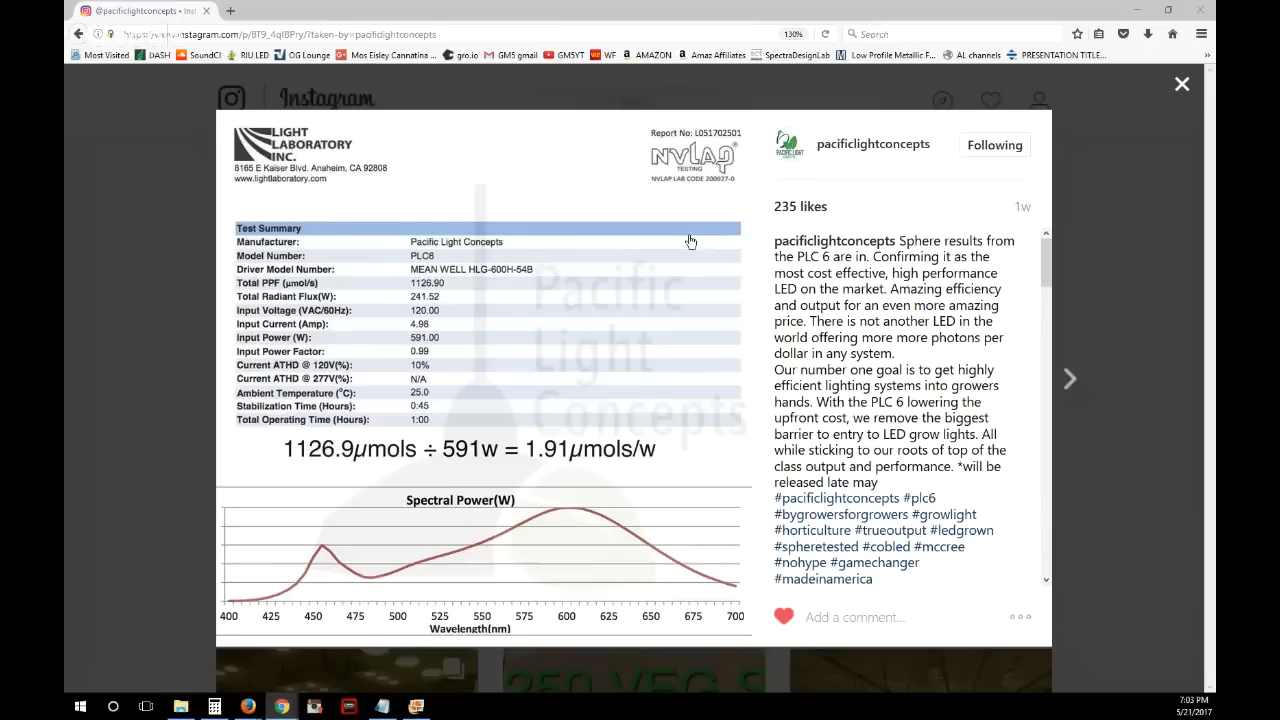 @pacificlightconcepts • Ins
instagram.com/p/BT9_4qlBPry/?taken-by=pacificlightconcepts
130%
Search
Most Visited
DASH
SoundCl
RIU LED
OG Lounge
Mos Eisley Cannatina ...
gro.io
GM5 gmail
GM5YT
WF
AMAZON
Amaz Affiliates
SpectraDesignLab
Low Profile Metallic F...
AL channels
PRESENTATION TITL...
Instagram
LIGHT
LABORATORY
INC.
8165 E Kaiser Blvd. Anaheim, CA 92808
www.lightlaboratory.com
Report No: L051702501
NVLAP®
TESTING
NVLAP LAB CODE 200927-0
Test Summary
Manufacturer: Pacific Light Concepts
Model Number: PLC6
Driver Model Number: MEAN WELL HLG-600H-54B
Total PPF (µmol/s) 1126.90
Total Radiant Flux(W): 241.52
Input Voltage (VAC/60Hz): 120.00
Input Current (Amp): 4.98
Input Power (W): 591.00
Input Power Factor: 0.99
Current ATHD @ 120V(%): 10%
Current ATHD @ 277V(%): N/A
Ambient Temperature (°C): 25.0
Stabilization Time (Hours): 0:45
Total Operating Time (Hours): 1:00
Pacific
Light
Concepts
1126.9µmols ÷ 591w = 1.91µmols/w
Spectral Power(W)
400 425 450 475 500 525 550 575 600 625 650 675 700
Wavelength(nm)
PACIFIC LIGHT
CONCEPTS
pacificlightconcepts
Following
235 likes
1w
pacificlightconcepts Sphere results from
the PLC 6 are in. Confirming it as the
most cost effective, high performance
LED on the market. Amazing efficiency
and output for an even more amazing
price. There is not another LED in the
world offering more more photons per
dollar in any system.
Our number one goal is to get highly
efficient lighting systems into growers
hands. With the PLC 6 lowering the
upfront cost, we remove the biggest
barrier to entry to LED grow lights. All
while sticking to our roots of top of the
class output and performance. *will be
released late may
#pacificlightconcepts #plc6
#bygrowersforgrowers #growlight
#horticulture #trueoutput #ledgrown
#spheretested #cobled #mccree
#nohype #gamechanger
#madeinamerica
Add a comment...
250 VEG S
7:03 PM
5/21/2017